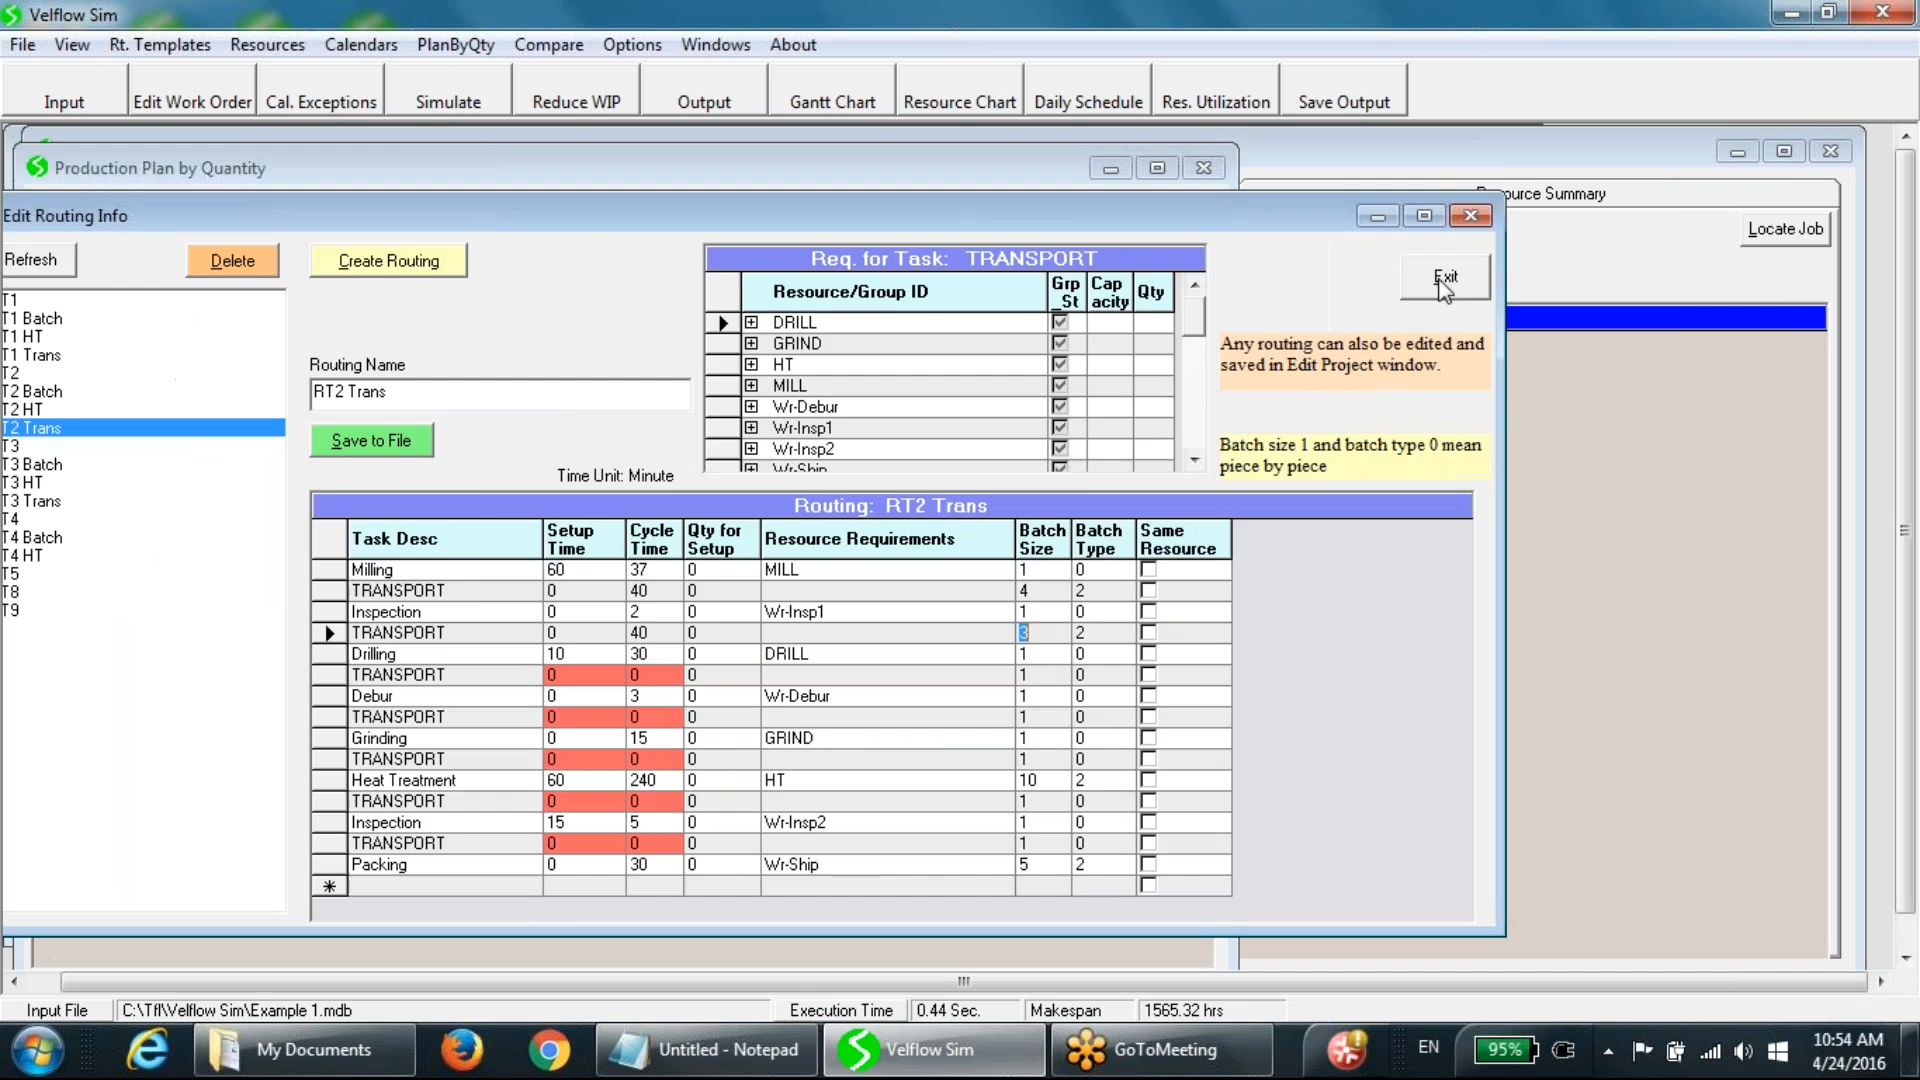 Velflow Sim
File View Rt. Templates Resources Calendars PlanByQty Compare Options Windows About
Input Edit Work Order Cal. Exceptions Simulate Reduce WIP Output Gantt Chart Resource Chart Daily Schedule Res. Utilization Save Output
Production Plan by Quantity
Resource Summary
Locate Job
Edit Routing Info
Refresh Delete Create Routing
Exit
T1
T1 Batch
T1 HT
T1 Trans
T2
T2 Batch
T2 HT
T2 Trans
T3
T3 Batch
T3 HT
T3 Trans
T4
T4 Batch
T4 HT
T5
T8
T9
Routing Name
RT2 Trans
Save to File
Time Unit: Minute
Req. for Task: TRANSPORT
Resource/Group ID Grp_St Capacity Qty
DRILL
GRIND
HT
MILL
Wr-Debur
Wr-Insp1
Wr-Insp2
Wr-Ship
Any routing can also be edited and
saved in Edit Project window.
Batch size 1 and batch type 0 mean
piece by piece
Routing: RT2 Trans
Task Desc Setup Time Cycle Time Qty for Setup Resource Requirements Batch Size Batch Type Same Resource
Milling 60 37 0 MILL 1 0
TRANSPORT 0 40 0 4 2
Inspection 0 2 0 Wr-Insp1 1 0
TRANSPORT 0 40 0 3 2
Drilling 10 30 0 DRILL 1 0
TRANSPORT 0 0 0 1 0
Debur 0 3 0 Wr-Debur 1 0
TRANSPORT 0 0 0 1 0
Grinding 0 15 0 GRIND 1 0
TRANSPORT 0 0 0 1 0
Heat Treatment 60 240 0 HT 10 2
TRANSPORT 0 0 0 1 0
Inspection 15 5 0 Wr-Insp2 1 0
TRANSPORT 0 0 0 1 0
Packing 0 30 0 Wr-Ship 5 2
Input File C:\Tfl\Velflow Sim\Example 1.mdb Execution Time 0.44 Sec. Makespan 1565.32 hrs
My Documents Untitled - Notepad Velflow Sim GoToMeeting EN 95% 10:54 AM
4/24/2016